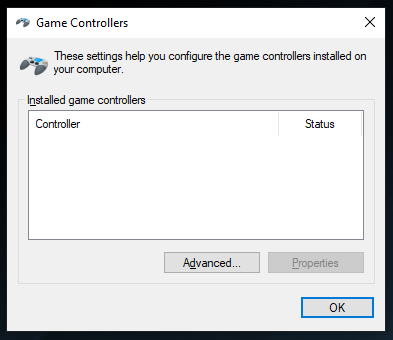 Game Controllers
These settings help you configure the game controllers installed on
your computer.
Installed game controllers
Controller Status
Advanced... Properties
OK